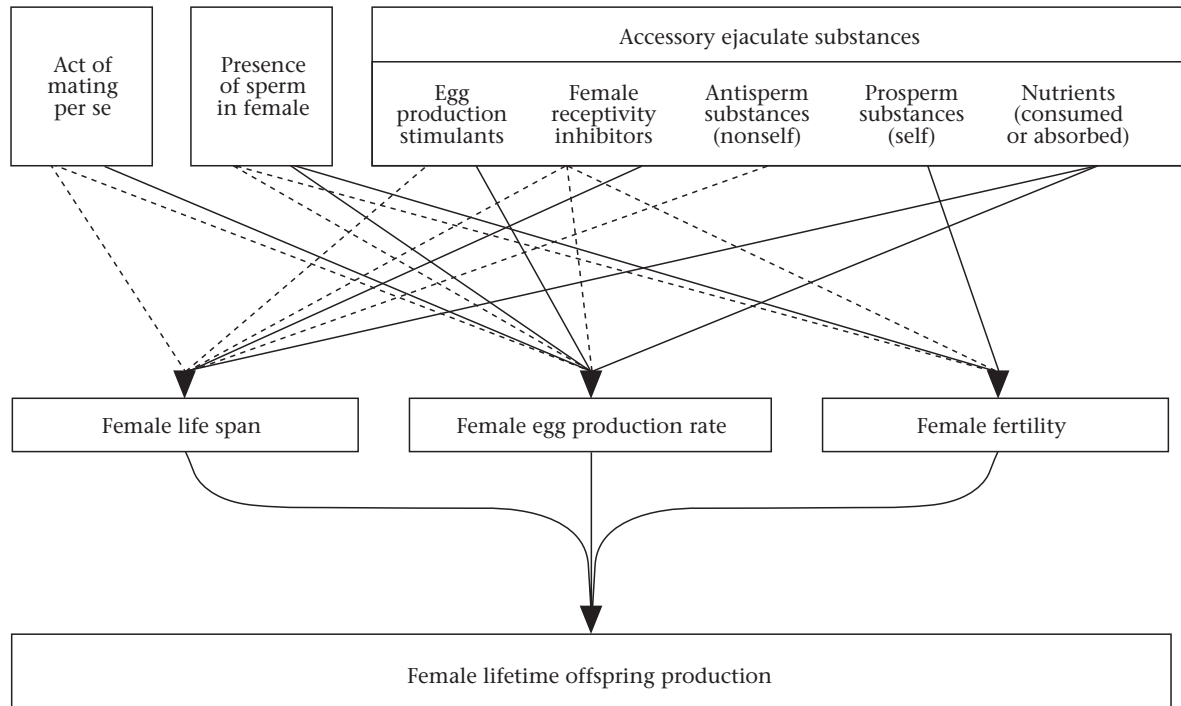 Act of
mating
per se
Presence
of sperm
in female
Accessory ejaculate substances
Egg
production
stimulants
Female
receptivity
inhibitors
Antisperm
substances
(nonself)
Prosperm
substances
(self)
Nutrients
(consumed
or absorbed)
Female life span
Female egg production rate
Female fertility
Female lifetime offspring production